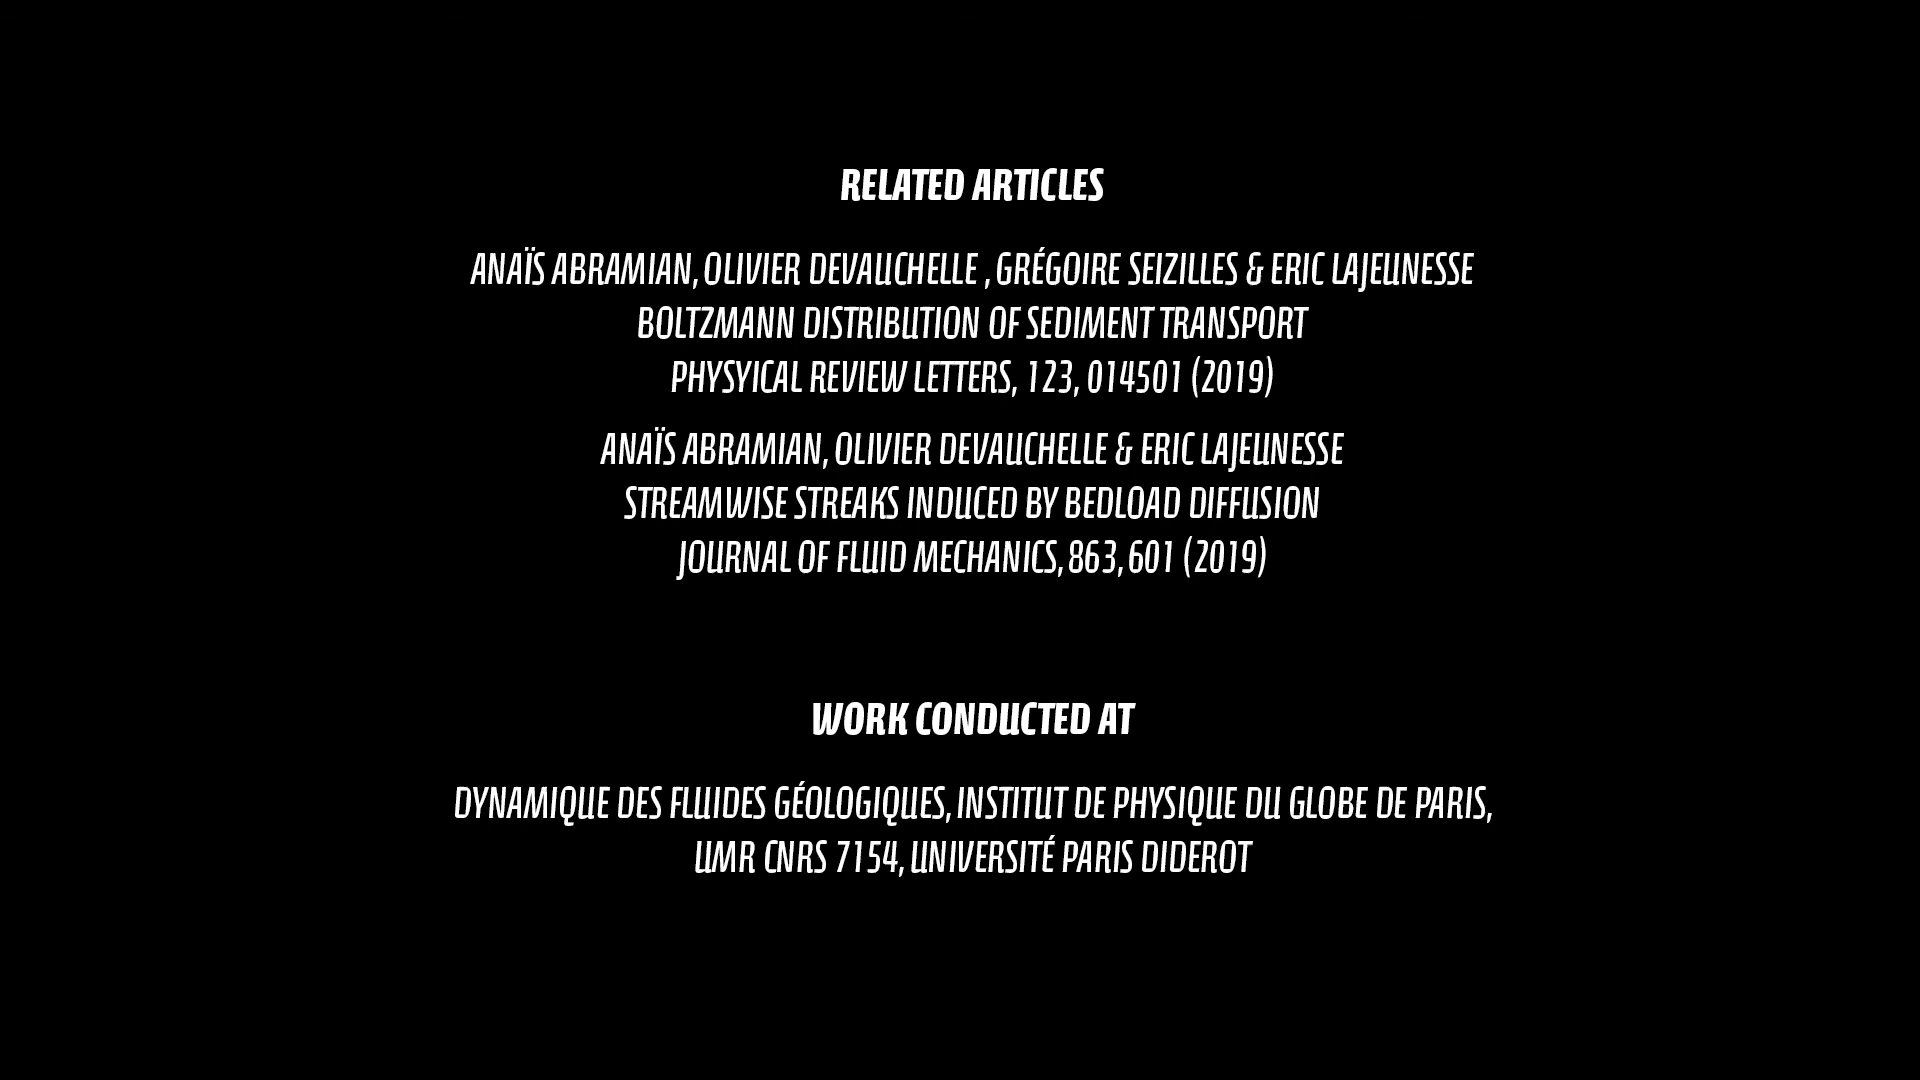 RELATED ARTICLES
ANAÏS ABRAMIAN, OLIVIER DEVAUCHELLE , GRÉGOIRE SEIZILLES & ERIC LAJEUNESSE
BOLTZMANN DISTRIBUTION OF SEDIMENT TRANSPORT
PHYSYICAL REVIEW LETTERS, 123, 014501 (2019)
ANAÏS ABRAMIAN, OLIVIER DEVAUCHELLE & ERIC LAJEUNESSE
STREAMWISE STREAKS INDUCED BY BEDLOAD DIFFUSION
JOURNAL OF FLUID MECHANICS, 863, 601 (2019)
WORK CONDUCTED AT
DYNAMIQUE DES FLUIDES GÉOLOGIQUES, INSTITUT DE PHYSIQUE DU GLOBE DE PARIS,
UMR CNRS 7154, UNIVERSITÉ PARIS DIDEROT